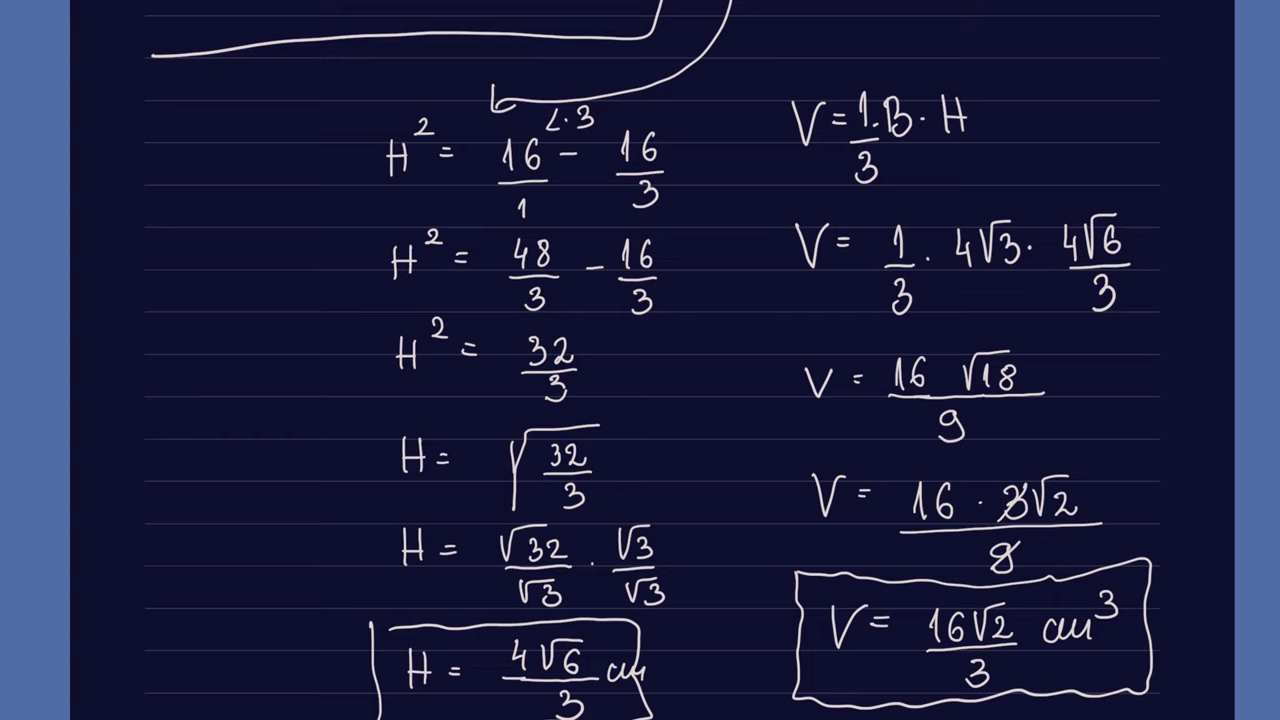 H² = 16/1 ^{∠·3} - 16/3
H² = 48/3 - 16/3
H² = 32/3
H = √(32/3)
H = √32/√3 · √3/√3
H = 4√6/3 cm
V = 1/3 · B · H
V = 1/3 · 4√3 · 4√6/3
V = 16 √18/9
V = 16 · 3√2/9
V = 16√2/3 cm³